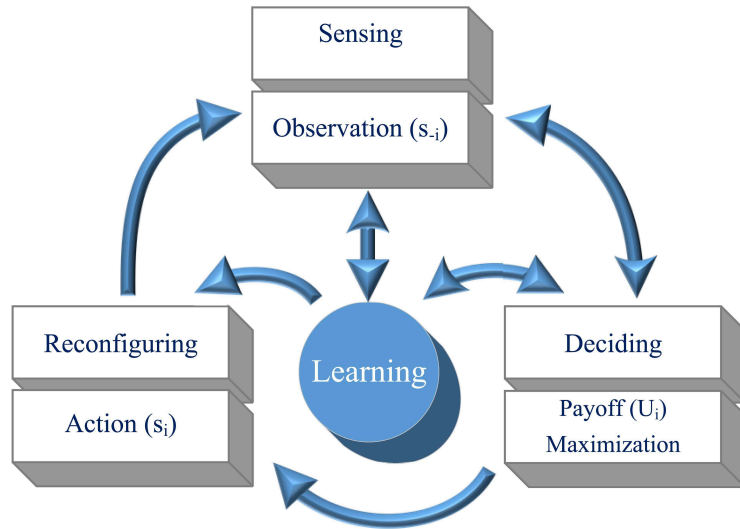 Sensing
Observation (s-i)
Reconfiguring
Action (si)
Learning
Deciding
Payoff (Ui)
Maximization